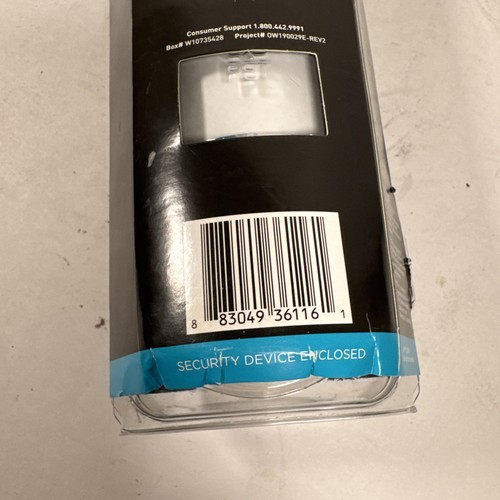 Consumer Support 1.800.442.9991
Box# W10735428 Project# OW190029E-REV2
8 83049 36116 1
SECURITY DEVICE ENCLOSED